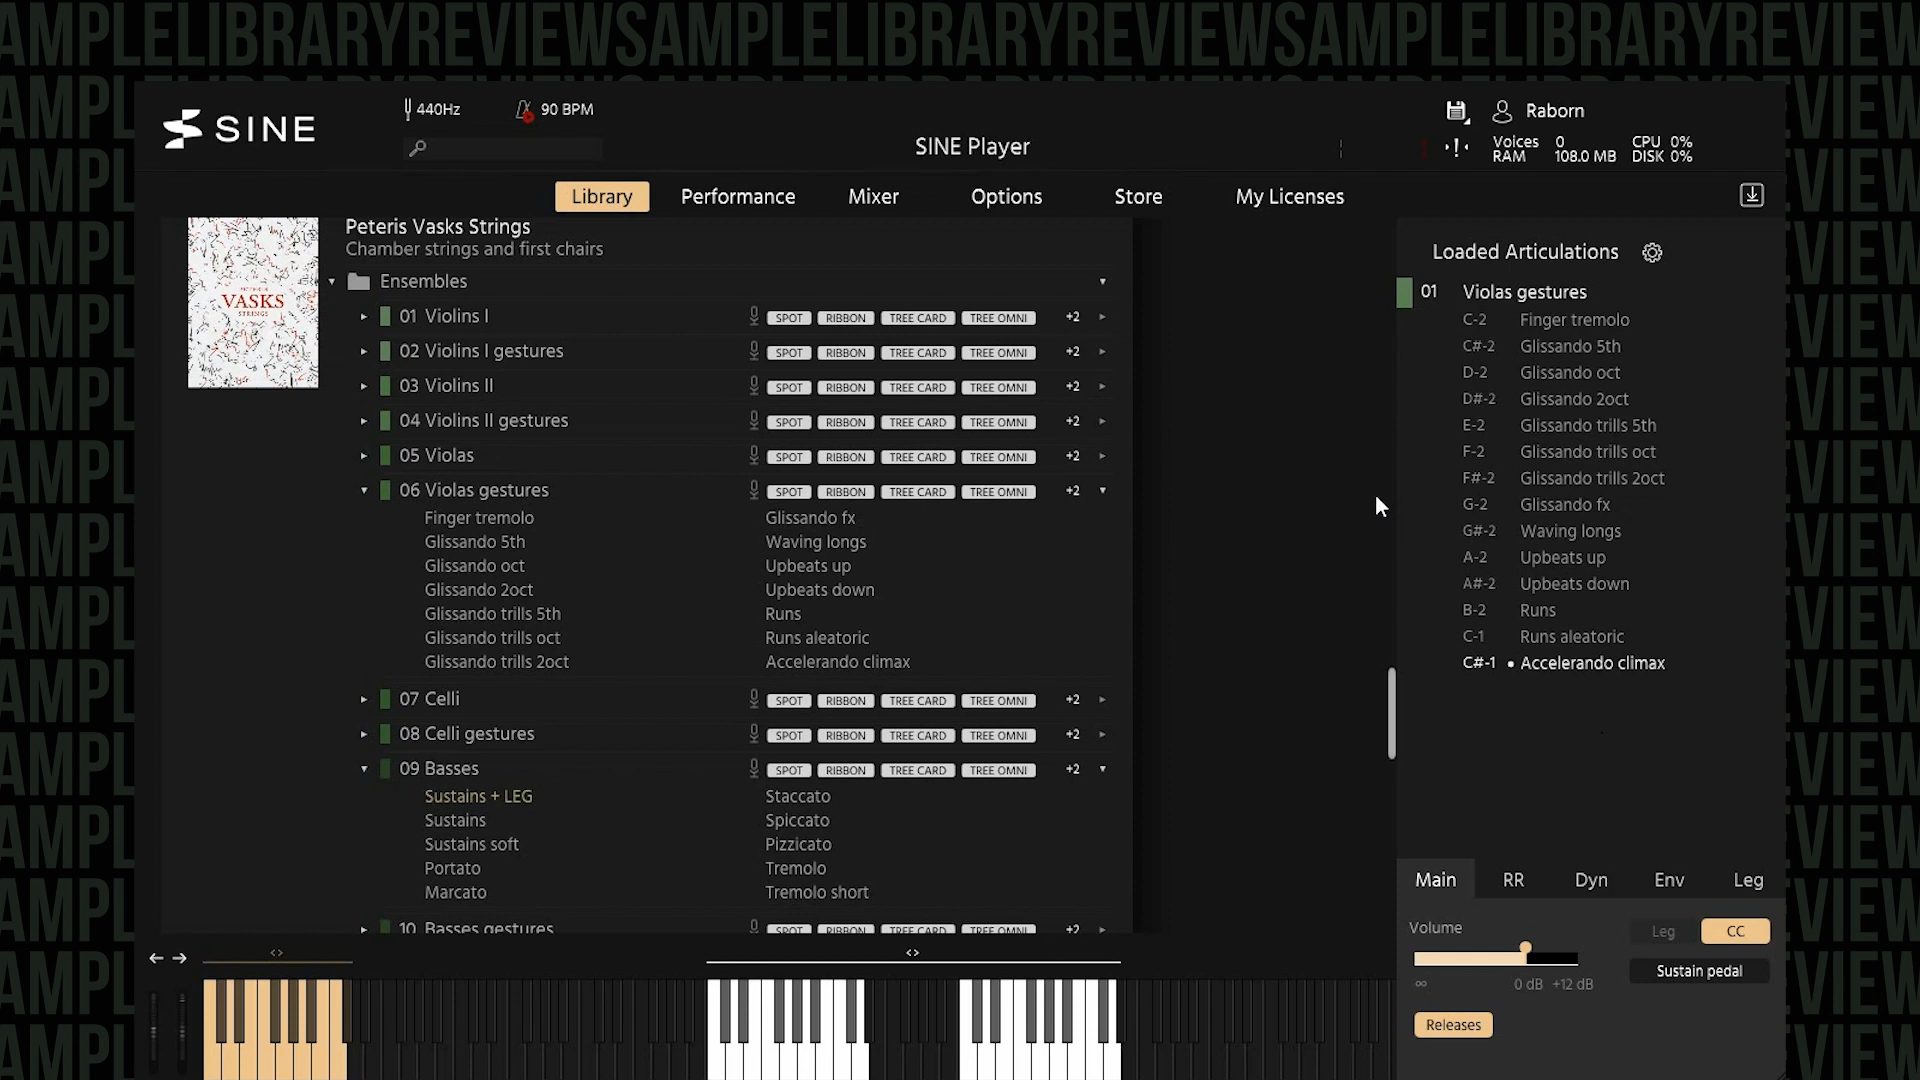 AMPLELIBRARYREVIEWSAMPLELIBRARYREVIEWSAMPLELIBRARYREVIEW
SINE
440Hz
90 BPM
SINE Player
Raborn
Voices 0
RAM 108.0 MB
CPU 0%
DISK 0%
Library Performance Mixer Options Store My Licenses
VASKS
STRINGS
Peteris Vasks Strings
Chamber strings and first chairs
Ensembles
01 Violins I SPOT RIBBON TREE CARD TREE OMNI +2
02 Violins I gestures SPOT RIBBON TREE CARD TREE OMNI +2
03 Violins II SPOT RIBBON TREE CARD TREE OMNI +2
04 Violins II gestures SPOT RIBBON TREE CARD TREE OMNI +2
05 Violas SPOT RIBBON TREE CARD TREE OMNI +2
06 Violas gestures SPOT RIBBON TREE CARD TREE OMNI +2
Finger tremolo Glissando fx
Glissando 5th Waving longs
Glissando oct Upbeats up
Glissando 2oct Upbeats down
Glissando trills 5th Runs
Glissando trills oct Runs aleatoric
Glissando trills 2oct Accelerando climax
07 Celli SPOT RIBBON TREE CARD TREE OMNI +2
08 Celli gestures SPOT RIBBON TREE CARD TREE OMNI +2
09 Basses SPOT RIBBON TREE CARD TREE OMNI +2
Sustains + LEG Staccato
Sustains Spiccato
Sustains soft Pizzicato
Portato Tremolo
Marcato Tremolo short
10 Basses gestures SPOT RIBBON TREE CARD TREE OMNI +2
Loaded Articulations
01 Violas gestures
C-2 Finger tremolo
C#-2 Glissando 5th
D-2 Glissando oct
D#-2 Glissando 2oct
E-2 Glissando trills 5th
F-2 Glissando trills oct
F#-2 Glissando trills 2oct
G-2 Glissando fx
G#-2 Waving longs
A-2 Upbeats up
A#-2 Upbeats down
B-2 Runs
C-1 Runs aleatoric
C#-1 • Accelerando climax
Main RR Dyn Env Leg
Volume
Leg CC
Sustain pedal
∞ 0 dB +12 dB
Releases